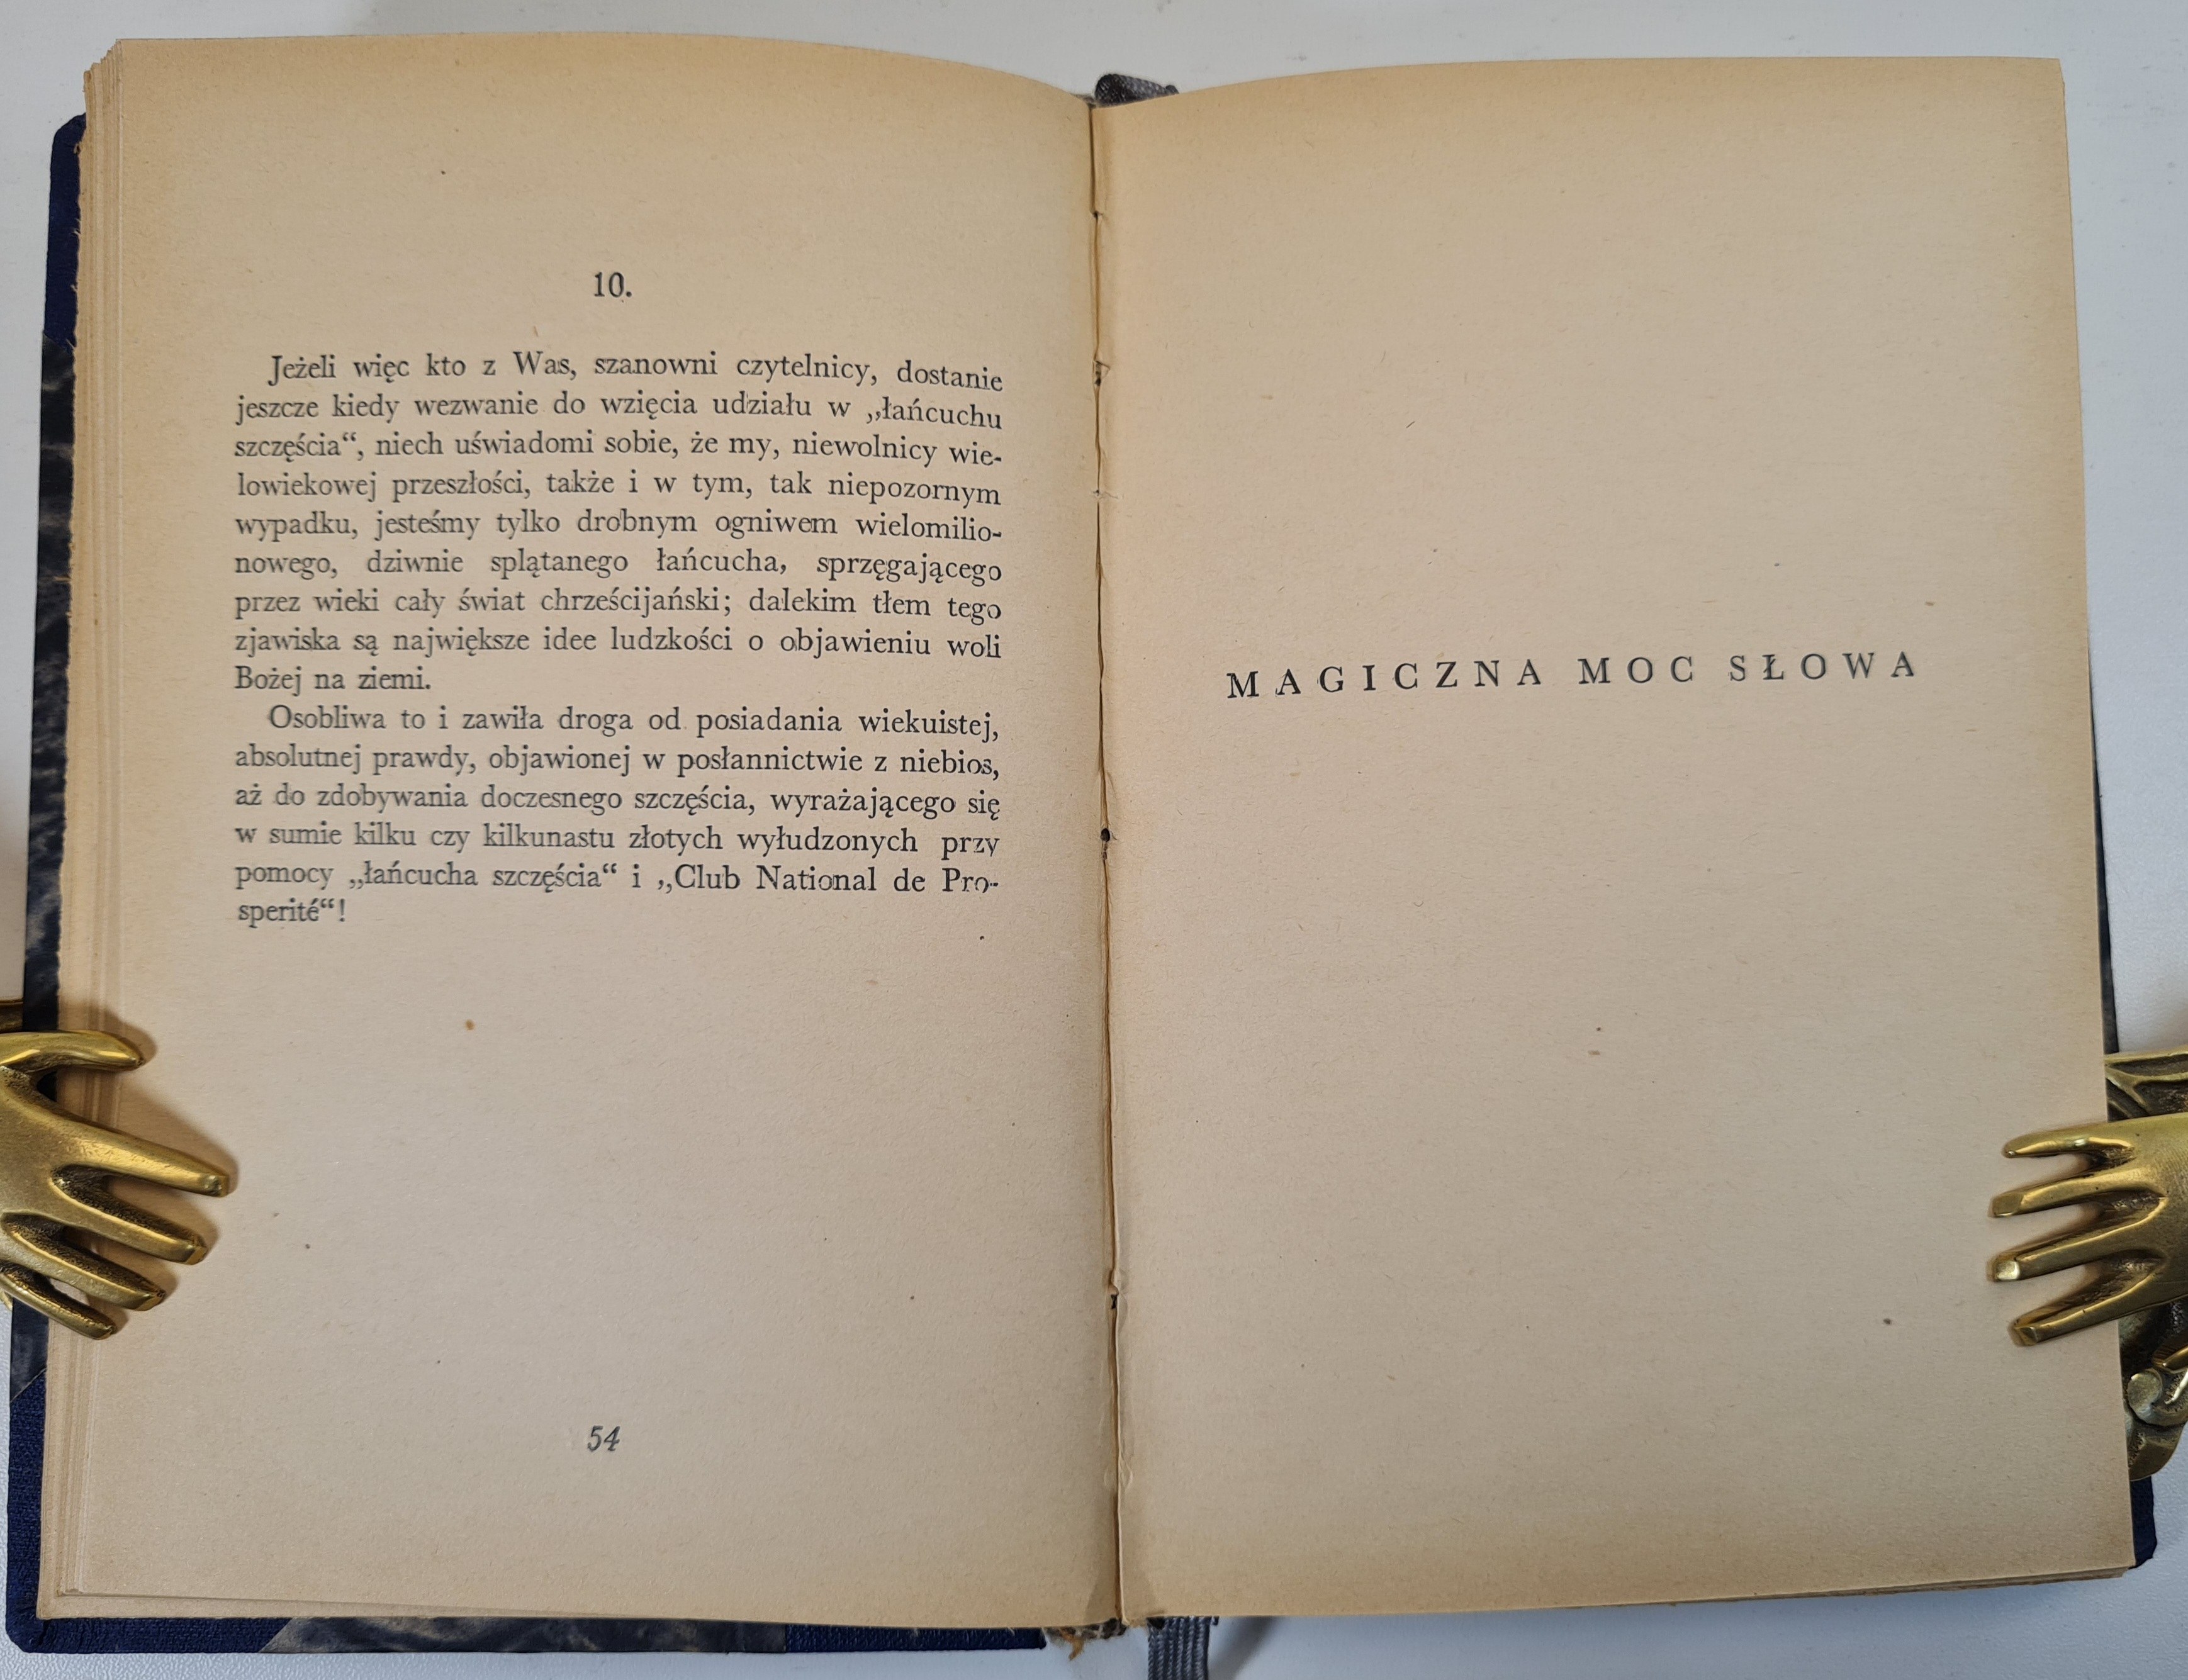 10.
Jeżeli więc kto z Was, szanowni czytelnicy, dostanie
jeszcze kiedy wezwanie do wzięcia udziału w „łańcuchu
szczęścia“, niech uświadomi sobie, że my, niewolnicy wie-
lowiekowej przeszłości, także i w tym, tak niepozornym
wypadku, jesteśmy tylko drobnym ogniwem wielomilio-
nowego, dziwnie splątanego łańcucha, sprzęgającego
przez wieki cały świat chrześcijański; dalekim tłem tego
zjawiska są największe idee ludzkości o objawieniu woli
Bożej na ziemi.
Osobliwa to i zawiła droga od posiadania wiekuistej,
absolutnej prawdy, objawionej w posłannictwie z niebios,
aż do zdobywania doczesnego szczęścia, wyrażającego się
w sumie kilku czy kilkunastu złotych wyłudzonych przy
pomocy „łańcucha szczęścia“ i „Club National de Pro-
sperité“!
54
MAGICZNA MOC SŁOWA